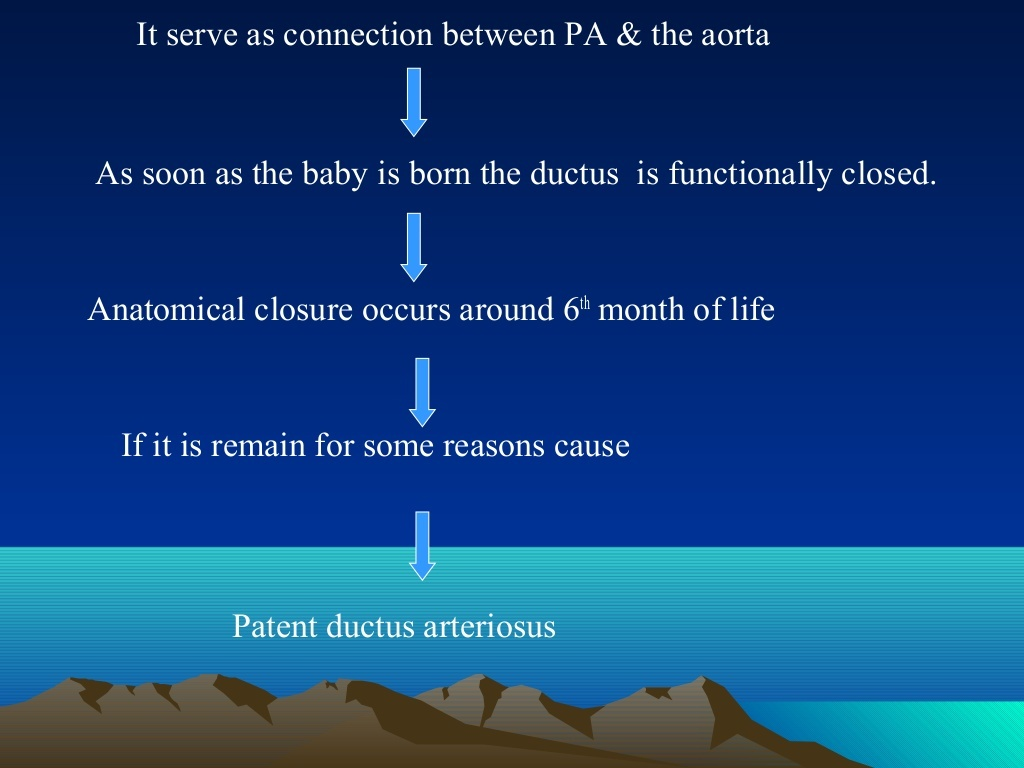 It serve as connection between PA & the aorta
As soon as the baby is born the ductus  is functionally closed.
Anatomical closure occurs around 6th month of life
If it is remain for some reasons cause
Patent ductus arteriosus